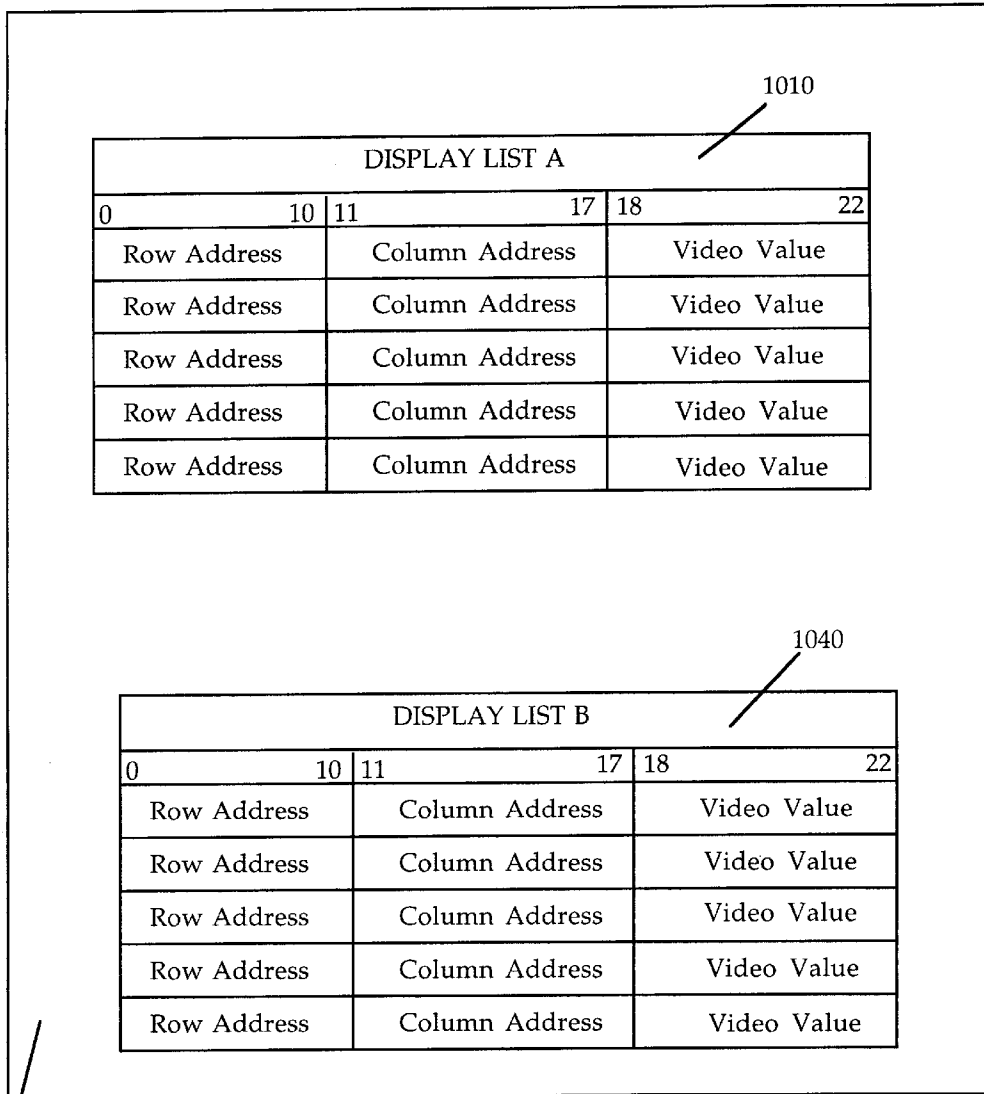 1010
DISPLAY LIST A
0 10 11 17 18 22
Row Address Column Address Video Value
Row Address Column Address Video Value
Row Address Column Address Video Value
Row Address Column Address Video Value
Row Address Column Address Video Value
1040
DISPLAY LIST B
0 10 11 17 18 22
Row Address Column Address Video Value
Row Address Column Address Video Value
Row Address Column Address Video Value
Row Address Column Address Video Value
Row Address Column Address Video Value